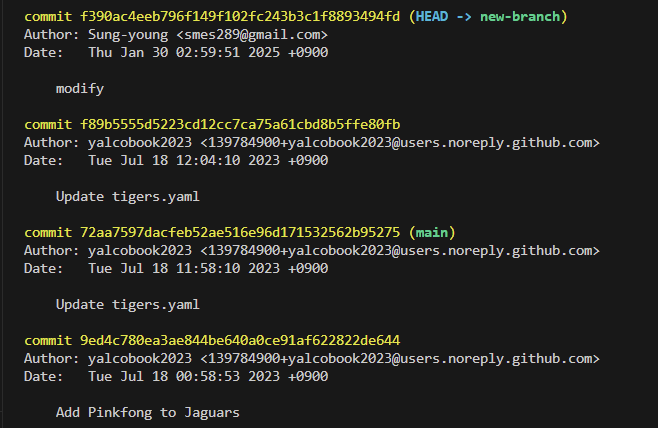 commit f390ac4eeb796f149f102fc243b3c1f8893494fd (HEAD -> new-branch)
Author: Sung-young <smes289@gmail.com>
Date:   Thu Jan 30 02:59:51 2025 +0900
modify
commit f89b5555d5223cd12cc7ca75a61cbd8b5ffe80fb
Author: yalcobook2023 <139784900+yalcobook2023@users.noreply.github.com>
Date:   Tue Jul 18 12:04:10 2023 +0900
Update tigers.yaml
commit 72aa7597dacfeb52ae516e96d171532562b95275 (main)
Author: yalcobook2023 <139784900+yalcobook2023@users.noreply.github.com>
Date:   Tue Jul 18 11:58:10 2023 +0900
Update tigers.yaml
commit 9ed4c780ea3ae844be640a0ce91af622822de644
Author: yalcobook2023 <139784900+yalcobook2023@users.noreply.github.com>
Date:   Tue Jul 18 00:58:53 2023 +0900
Add Pinkfong to Jaguars